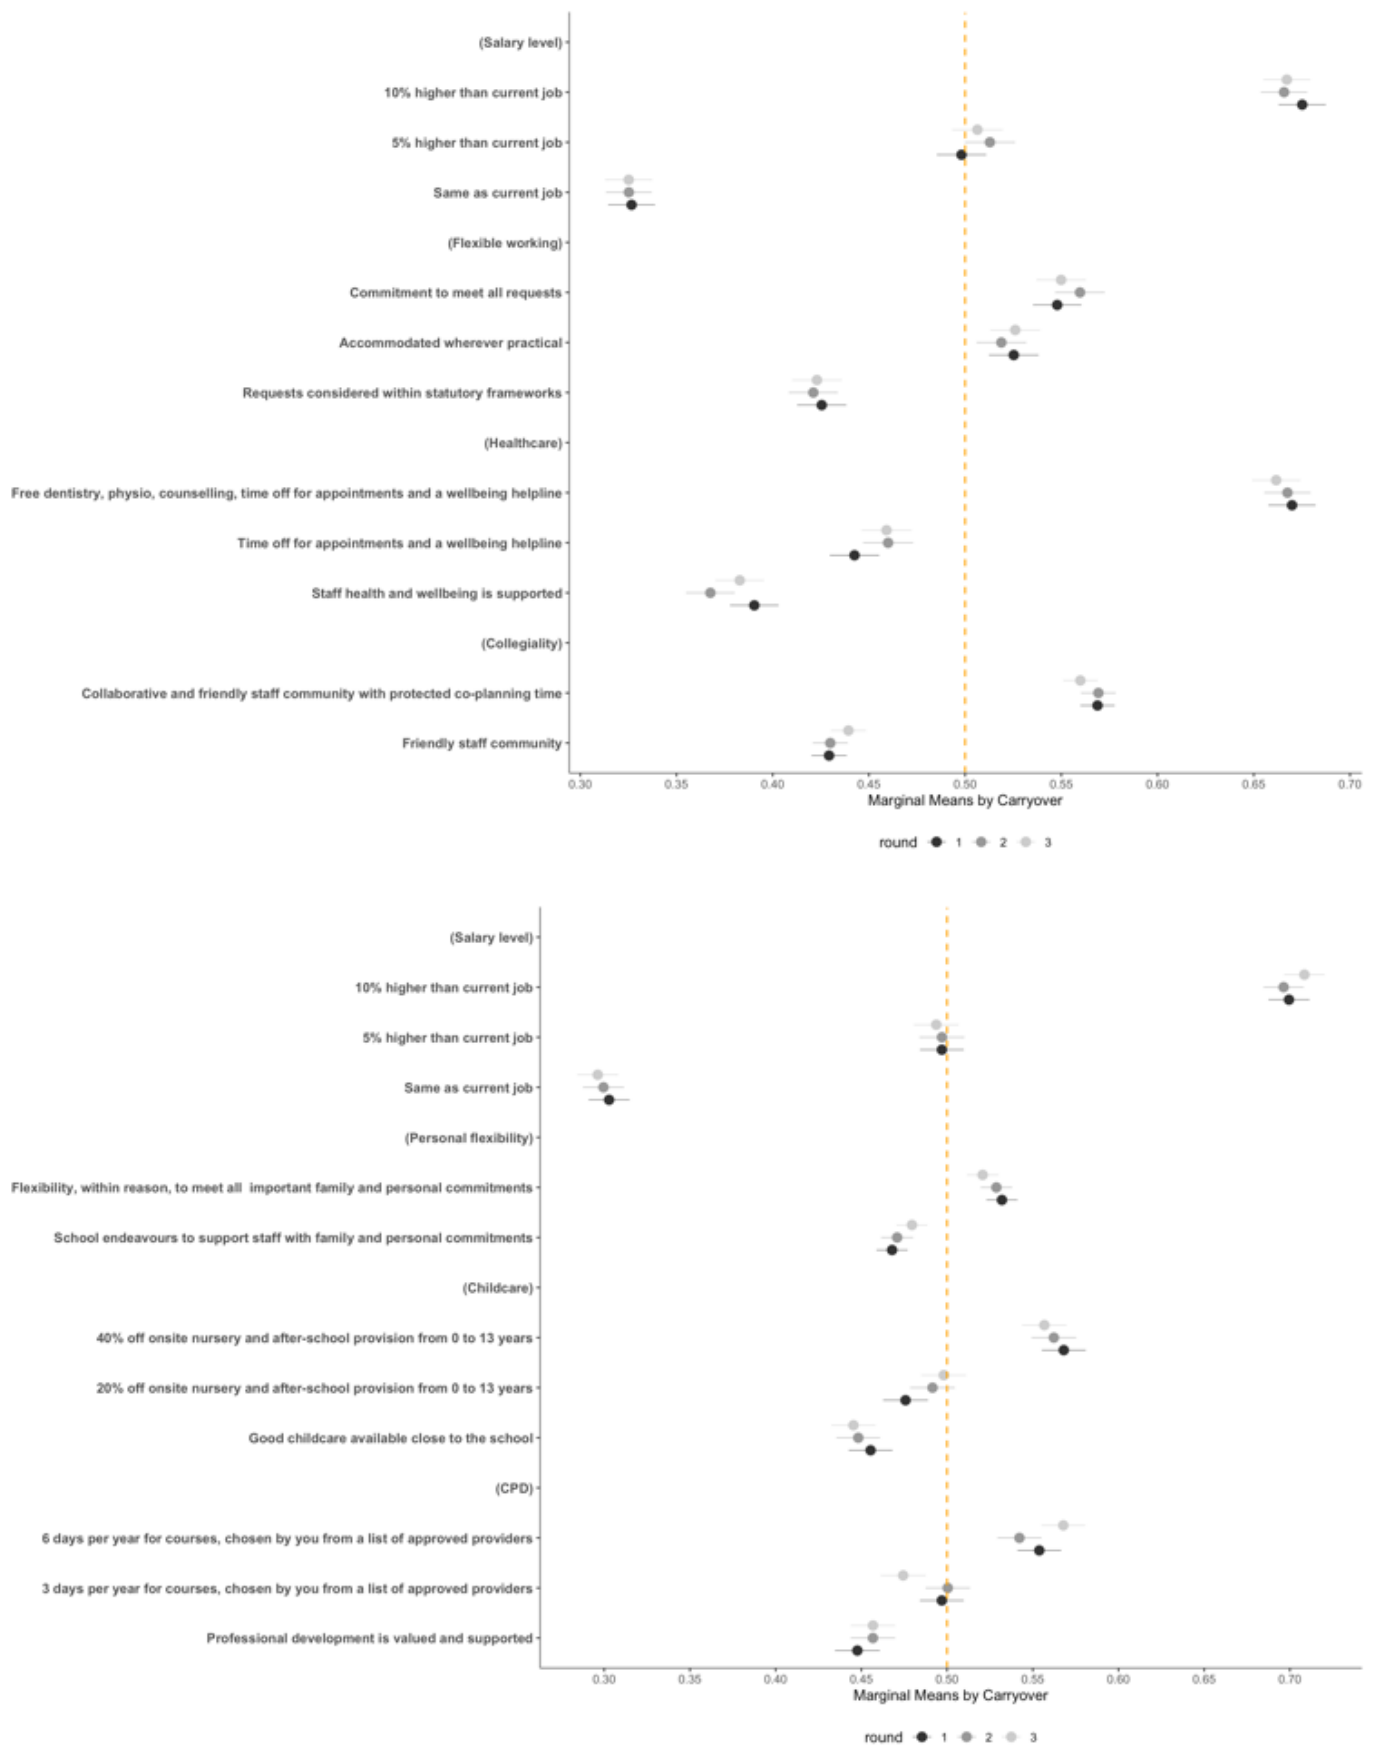 (Salary level)
10% higher than current job
5% higher than current job
Same as current job
(Flexible working)
Commitment to meet all requests
Accommodated wherever practical
Requests considered within statutory frameworks
(Healthcare)
Free dentistry, physio, counselling, time off for appointments and a wellbeing helpline
Time off for appointments and a wellbeing helpline
Staff health and wellbeing is supported
(Collegiality)
Collaborative and friendly staff community with protected co-planning time
Friendly staff community
0.30 0.35 0.40 0.45 0.50 0.55 0.60 0.65 0.70
Marginal Means by Carryover
round 1 2 3
(Salary level)
10% higher than current job
5% higher than current job
Same as current job
(Personal flexibility)
Flexibility, within reason, to meet all important family and personal commitments
School endeavours to support staff with family and personal commitments
(Childcare)
40% off onsite nursery and after-school provision from 0 to 13 years
20% off onsite nursery and after-school provision from 0 to 13 years
Good childcare available close to the school
(CPD)
6 days per year for courses, chosen by you from a list of approved providers
3 days per year for courses, chosen by you from a list of approved providers
Professional development is valued and supported
0.30 0.35 0.40 0.45 0.50 0.55 0.60 0.65 0.70
Marginal Means by Carryover
round 1 2 3